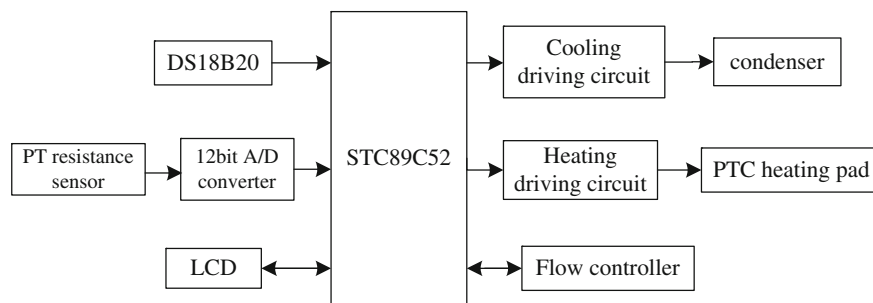 DS18B20
PT resistance
sensor
12bit A/D
converter
LCD
STC89C52
Cooling
driving circuit
condenser
Heating
driving circuit
PTC heating pad
Flow controller